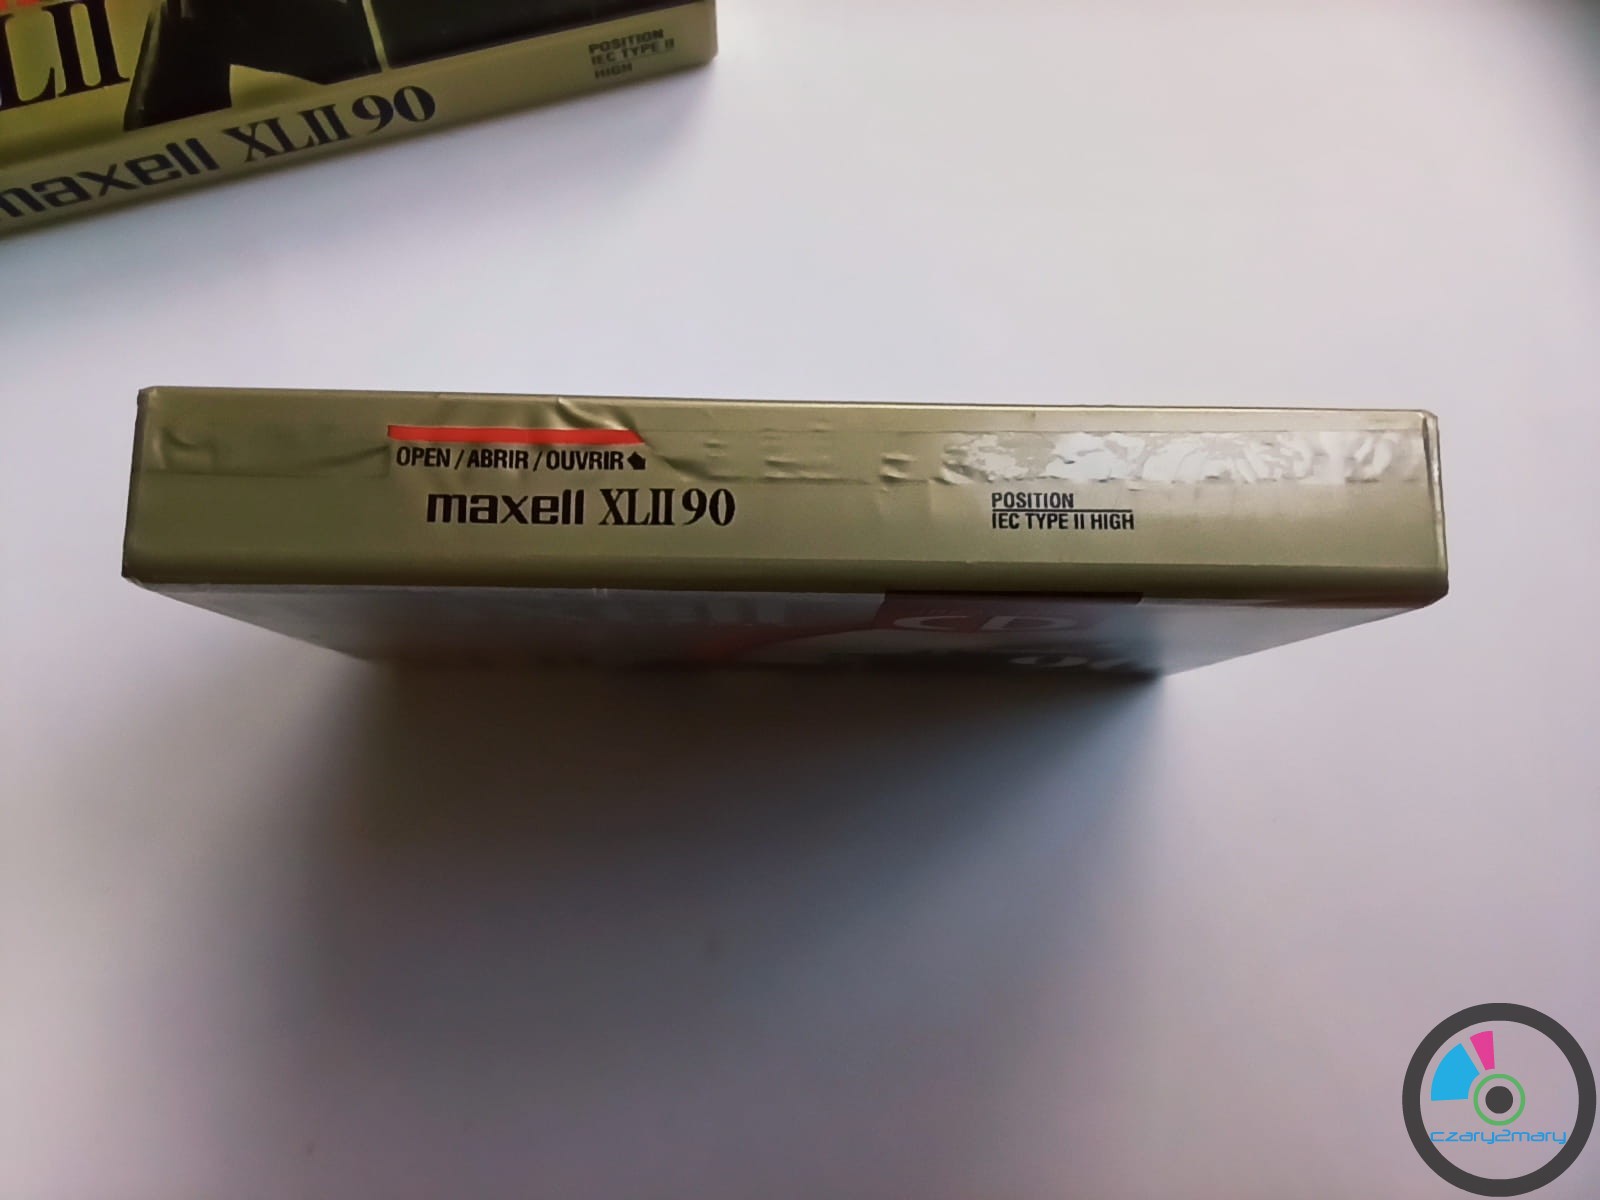 LII
POSITION
IEC TYPE II
HIGH
maxell XLII 90
OPEN / ABRIR / OUVRIR
maxell XLII 90
POSITION
IEC TYPE II HIGH
CD
czary2mary